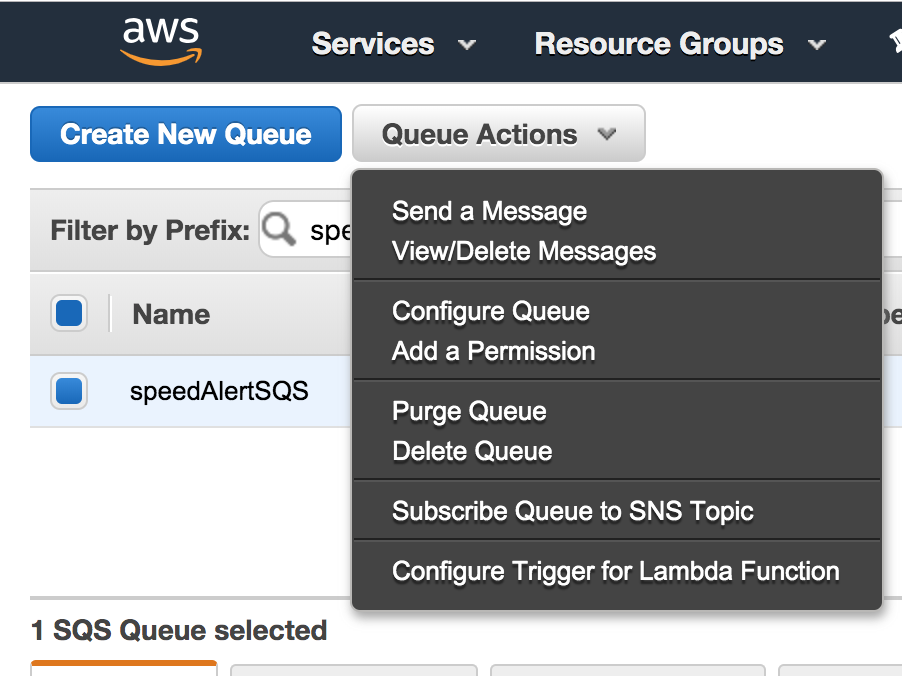 aws
Services
Resource Groups
Create New Queue
Queue Actions
Filter by Prefix:
Send a Message
View/Delete Messages
Configure Queue
Add a Permission
Purge Queue
Delete Queue
Subscribe Queue to SNS Topic
Configure Trigger for Lambda Function
Name
speedAlertSQS
1 SQS Queue selected